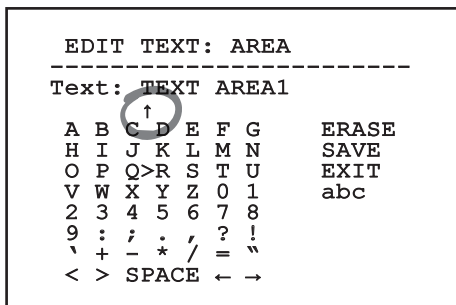 EDIT TEXT: AREA
-------------------------
Text: TEXT AREA1
↑
A B C D E F G ERASE
H I J K L M N SAVE
O P Q>R S T U EXIT
V W X Y Z 0 1 abc
2 3 4 5 6 7 8
9 : ; . , ? !
‵ + - * / = ‶
< > SPACE ← →